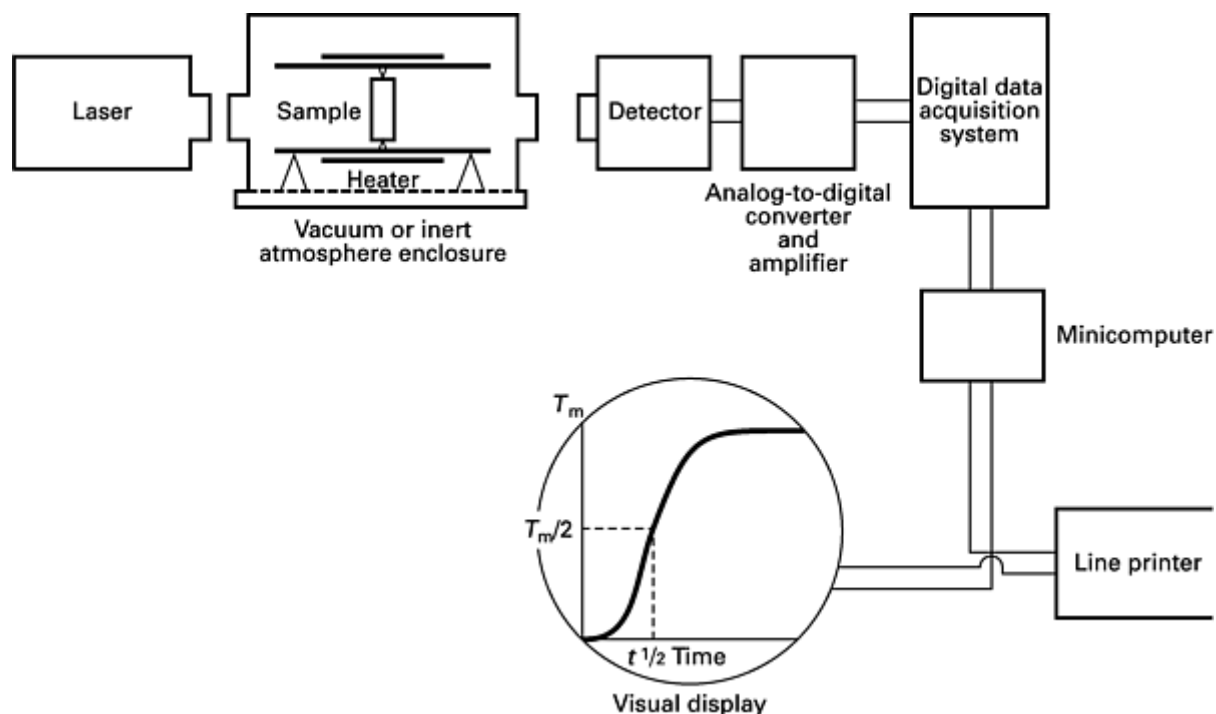 Laser
Sample
Heater
Vacuum or inert
atmosphere enclosure
Detector
Analog-to-digital
converter
and
amplifier
Digital data
acquisition
system
Minicomputer
Line printer
Tm
Tm/2
t 1/2 Time
Visual display